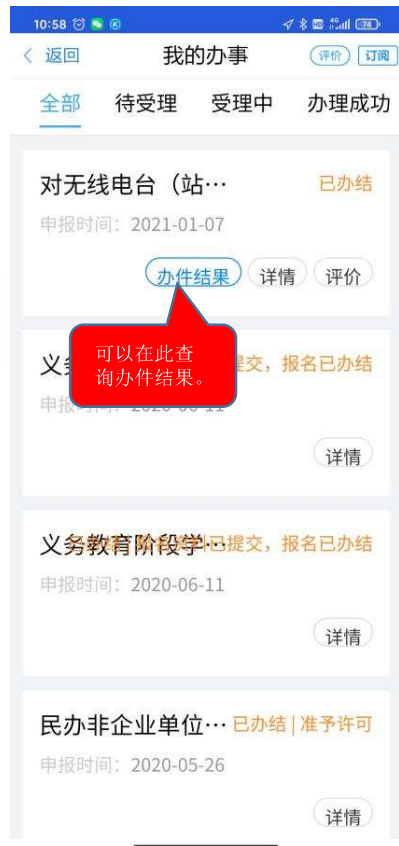 10:58
4G
74
返回
我的办事
评价
订阅
全部
待受理
受理中
办理成功
对无线电台（站…
已办结
申报时间：2021-01-07
办件结果
详情
评价
可以在此查
询办件结果。
义务
提交，报名已办结
申报
详情
义务教育阶段学…
已提交，报名已办结
申报时间：2020-06-11
详情
民办非企业单位…
已办结 | 准予许可
申报时间：2020-05-26
详情